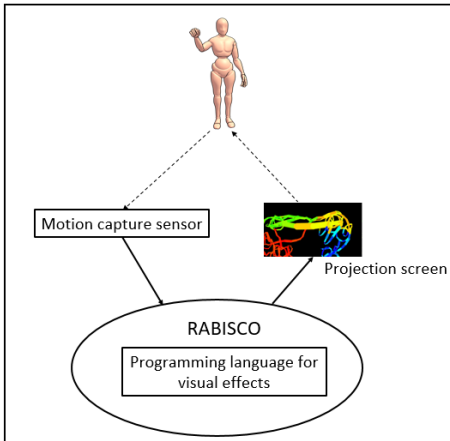 Motion capture sensor
Projection screen
RABISCO
Programming language for
visual effects